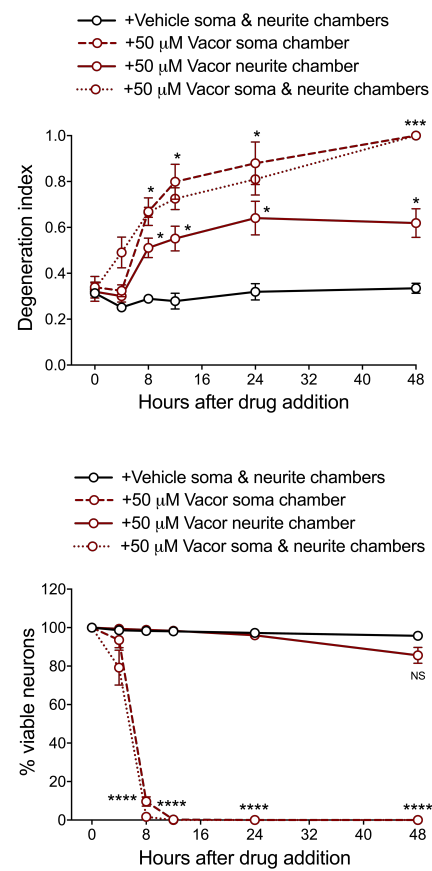 +Vehicle soma & neurite chambers
+50 μM Vacor soma chamber
+50 μM Vacor neurite chamber
+50 μM Vacor soma & neurite chambers
Degeneration index
1.0
0.8
0.6
0.4
0.2
0.0
* * * * * * ***
*
0 8 16 24 32 40 48
Hours after drug addition
+Vehicle soma & neurite chambers
+50 μM Vacor soma chamber
+50 μM Vacor neurite chamber
+50 μM Vacor soma & neurite chambers
% viable neurons
120
100
80
60
40
20
0
NS
**** **** **** ****
0 8 16 24 32 40 48
Hours after drug addition